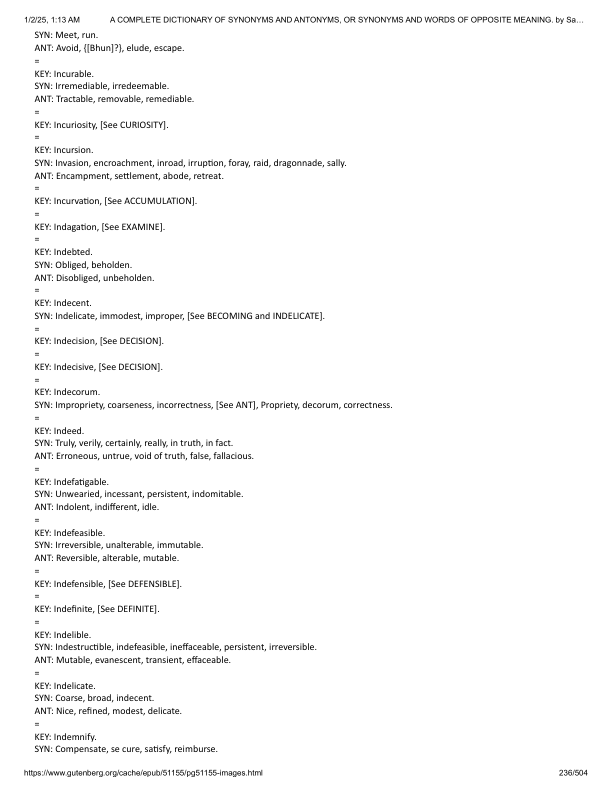 1/2/25, 1:13 AM A COMPLETE DICTIONARY OF SYNONYMS AND ANTONYMS, OR SYNONYMS AND WORDS OF OPPOSITE MEANING. by Sa…
SYN: Meet, run.
ANT: Avoid, {[Bhun]?}, elude, escape.
=
KEY: Incurable.
SYN: Irremediable, irredeemable.
ANT: Tractable, removable, remediable.
=
KEY: Incuriosity, [See CURIOSITY].
=
KEY: Incursion.
SYN: Invasion, encroachment, inroad, irruption, foray, raid, dragonnade, sally.
ANT: Encampment, settlement, abode, retreat.
=
KEY: Incurvation, [See ACCUMULATION].
=
KEY: Indagation, [See EXAMINE].
=
KEY: Indebted.
SYN: Obliged, beholden.
ANT: Disobliged, unbeholden.
=
KEY: Indecent.
SYN: Indelicate, immodest, improper, [See BECOMING and INDELICATE].
=
KEY: Indecision, [See DECISION].
=
KEY: Indecisive, [See DECISION].
=
KEY: Indecorum.
SYN: Impropriety, coarseness, incorrectness, [See ANT], Propriety, decorum, correctness.
=
KEY: Indeed.
SYN: Truly, verily, certainly, really, in truth, in fact.
ANT: Erroneous, untrue, void of truth, false, fallacious.
=
KEY: Indefatigable.
SYN: Unwearied, incessant, persistent, indomitable.
ANT: Indolent, indifferent, idle.
=
KEY: Indefeasible.
SYN: Irreversible, unalterable, immutable.
ANT: Reversible, alterable, mutable.
=
KEY: Indefensible, [See DEFENSIBLE].
=
KEY: Indefinite, [See DEFINITE].
=
KEY: Indelible.
SYN: Indestructible, indefeasible, ineffaceable, persistent, irreversible.
ANT: Mutable, evanescent, transient, effaceable.
=
KEY: Indelicate.
SYN: Coarse, broad, indecent.
ANT: Nice, refined, modest, delicate.
=
KEY: Indemnify.
SYN: Compensate, se cure, satisfy, reimburse.
https://www.gutenberg.org/cache/epub/51155/pg51155-images.html 236/504